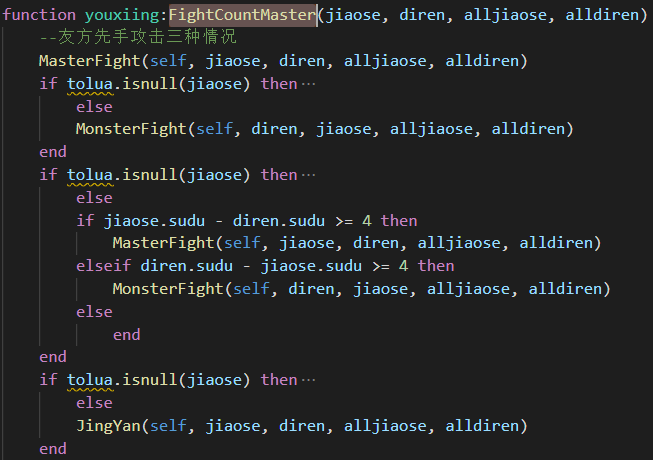 function youxiing:FightCountMaster(jiaose, diren, alljiaose, alldiren)
--友方先手攻击三种情况
MasterFight(self, jiaose, diren, alljiaose, alldiren)
if tolua.isnull(jiaose) then ···
else
MonsterFight(self, diren, jiaose, alljiaose, alldiren)
end
if tolua.isnull(jiaose) then ···
else
if jiaose.sudu - diren.sudu >= 4 then
MasterFight(self, jiaose, diren, alljiaose, alldiren)
elseif diren.sudu - jiaose.sudu >= 4 then
MonsterFight(self, diren, jiaose, alljiaose, alldiren)
else
end
end
if tolua.isnull(jiaose) then ···
else
JingYan(self, jiaose, diren, alljiaose, alldiren)
end